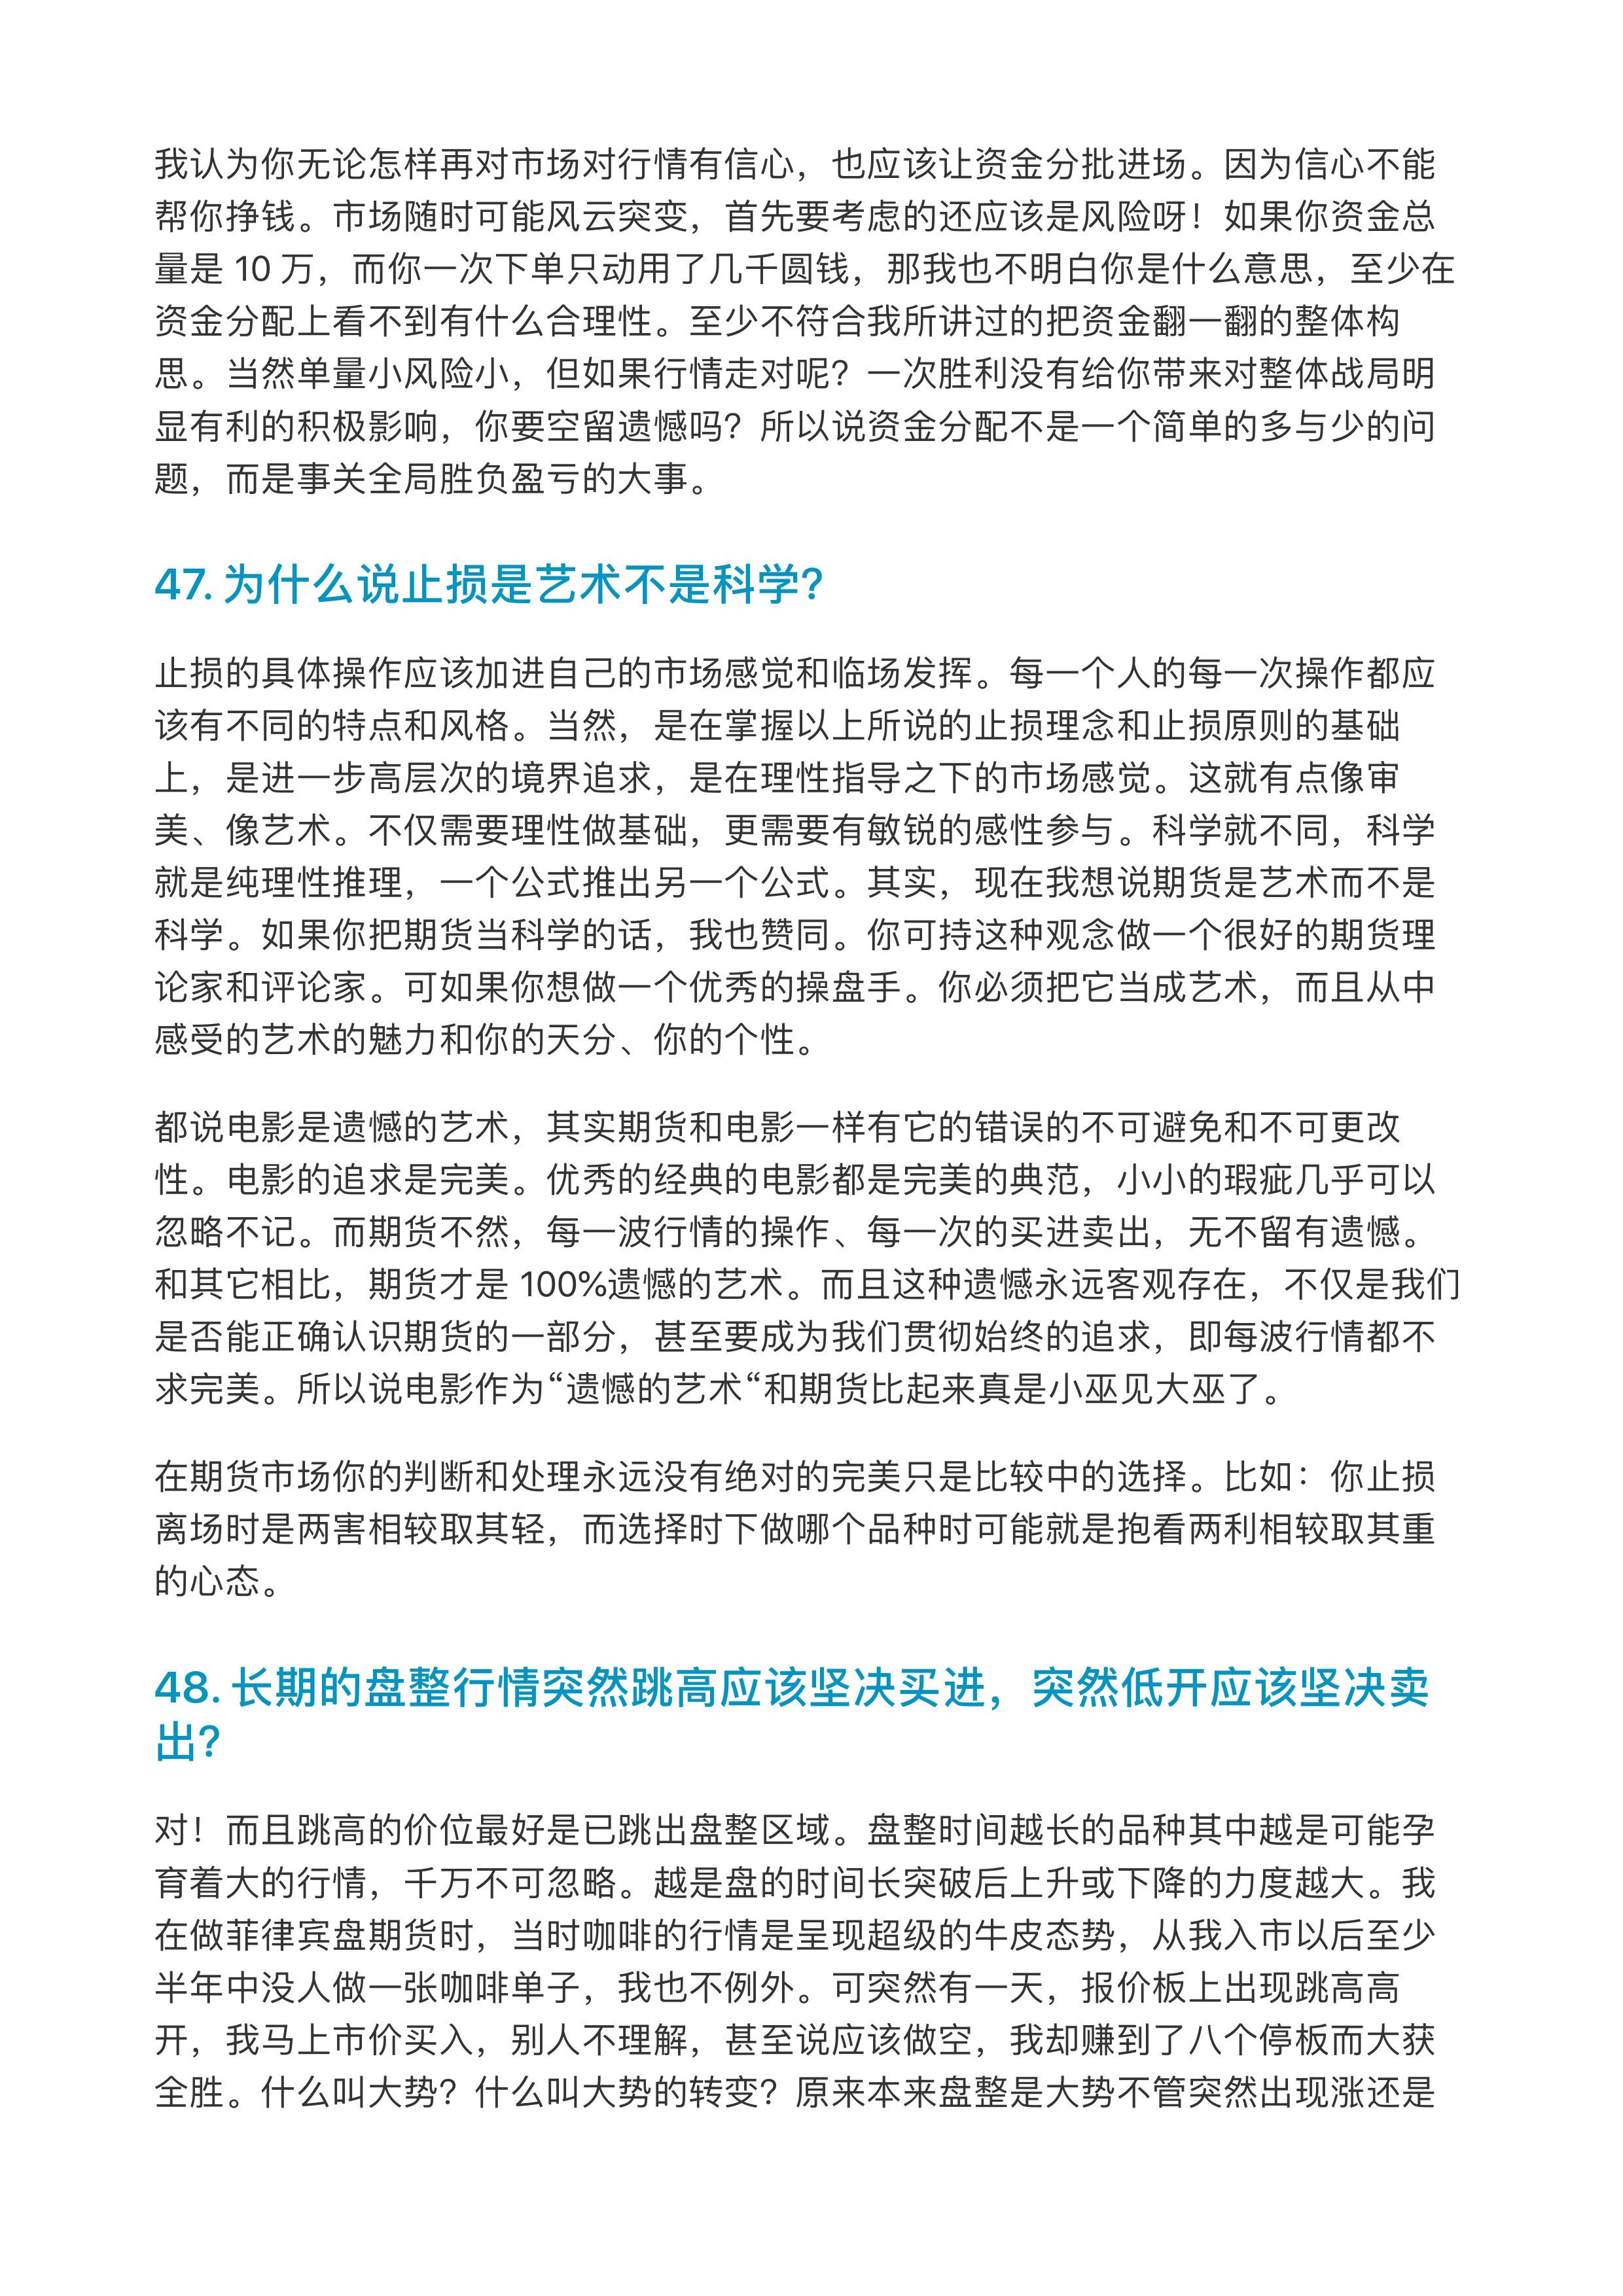 我认为你无论怎样再对市场对行情有信心，也应该让资金分批进场。因为信心不能
帮你挣钱。市场随时可能风云突变，首先要考虑的还应该是风险呀！如果你资金总
量是 10 万，而你一次下单只动用了几千圆钱，那我也不明白你是什么意思，至少在
资金分配上看不到有什么合理性。至少不符合我所讲过的把资金翻一翻的整体构
思。当然单量小风险小，但如果行情走对呢？一次胜利没有给你带来对整体战局明
显有利的积极影响，你要空留遗憾吗？所以说资金分配不是一个简单的多与少的问
题，而是事关全局胜负盈亏的大事。
47. 为什么说止损是艺术不是科学？
止损的具体操作应该加进自己的市场感觉和临场发挥。每一个人的每一次操作都应
该有不同的特点和风格。当然，是在掌握以上所说的止损理念和止损原则的基础
上，是进一步高层次的境界追求，是在理性指导之下的市场感觉。这就有点像审
美、像艺术。不仅需要理性做基础，更需要有敏锐的感性参与。科学就不同，科学
就是纯理性推理，一个公式推出另一个公式。其实，现在我想说期货是艺术而不是
科学。如果你把期货当科学的话，我也赞同。你可持这种观念做一个很好的期货理
论家和评论家。可如果你想做一个优秀的操盘手。你必须把它当成艺术，而且从中
感受的艺术的魅力和你的天分、你的个性。
都说电影是遗憾的艺术，其实期货和电影一样有它的错误的不可避免和不可更改
性。电影的追求是完美。优秀的经典的电影都是完美的典范，小小的瑕疵几乎可以
忽略不记。而期货不然，每一波行情的操作、每一次的买进卖出，无不留有遗憾。
和其它相比，期货才是 100%遗憾的艺术。而且这种遗憾永远客观存在，不仅是我们
是否能正确认识期货的一部分，甚至要成为我们贯彻始终的追求，即每波行情都不
求完美。所以说电影作为“遗憾的艺术“和期货比起来真是小巫见大巫了。
在期货市场你的判断和处理永远没有绝对的完美只是比较中的选择。比如：你止损
离场时是两害相较取其轻，而选择时下做哪个品种时可能就是抱看两利相较取其重
的心态。
48. 长期的盘整行情突然跳高应该坚决买进，突然低开应该坚决卖
出？
对！而且跳高的价位最好是已跳出盘整区域。盘整时间越长的品种其中越是可能孕
育着大的行情，千万不可忽略。越是盘的时间长突破后上升或下降的力度越大。我
在做菲律宾盘期货时，当时咖啡的行情是呈现超级的牛皮态势，从我入市以后至少
半年中没人做一张咖啡单子，我也不例外。可突然有一天，报价板上出现跳高高
开，我马上市价买入，别人不理解，甚至说应该做空，我却赚到了八个停板而大获
全胜。什么叫大势？什么叫大势的转变？原来本来盘整是大势不管突然出现涨还是